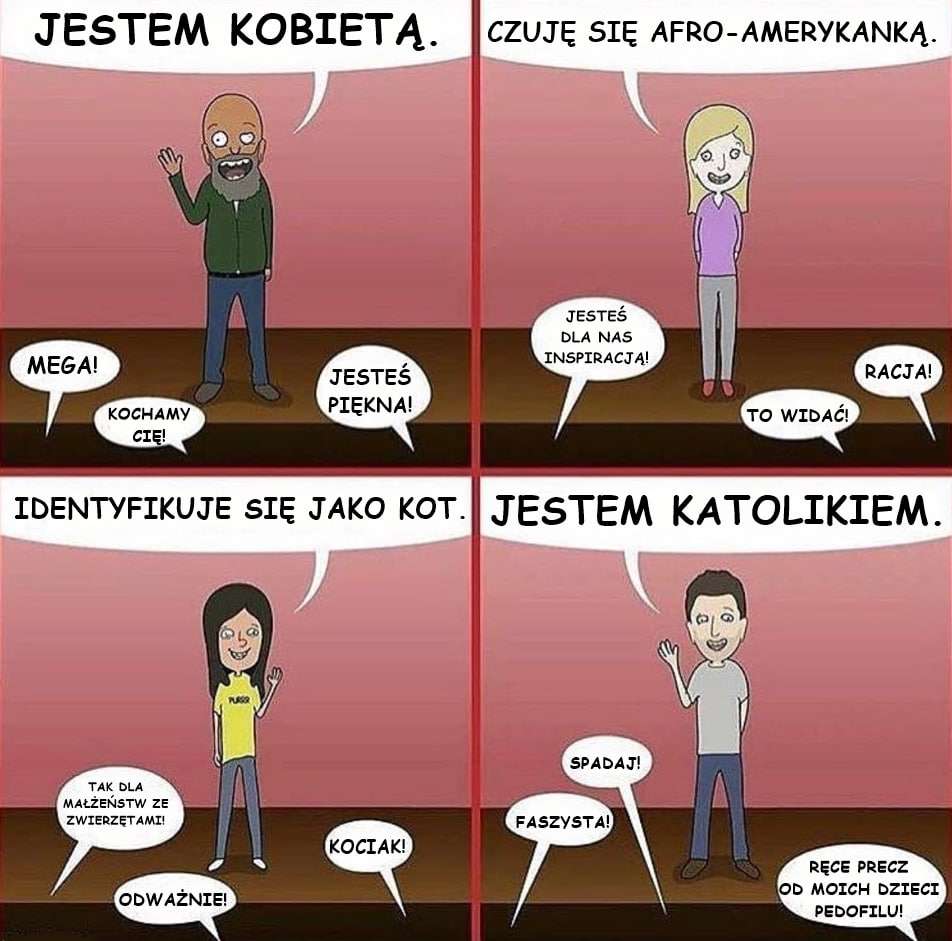 JESTEM KOBIETĄ.
MEGA!
KOCHAMY
CIĘ!
JESTEŚ
PIĘKNA!
CZUJĘ SIĘ AFRO-AMERYKANKĄ.
JESTEŚ
DLA NAS
INSPIRACJĄ!
TO WIDAĆ!
RACJA!
IDENTYFIKUJE SIĘ JAKO KOT.
PURRR
TAK DLA
MAŁŻEŃSTW ZE
ZWIERZĘTAMI!
ODWAŻNIE!
KOCIAK!
JESTEM KATOLIKIEM.
SPADAJ!
FASZYSTA!
RĘCE PRECZ
OD MOICH DZIECI
PEDOFILU!